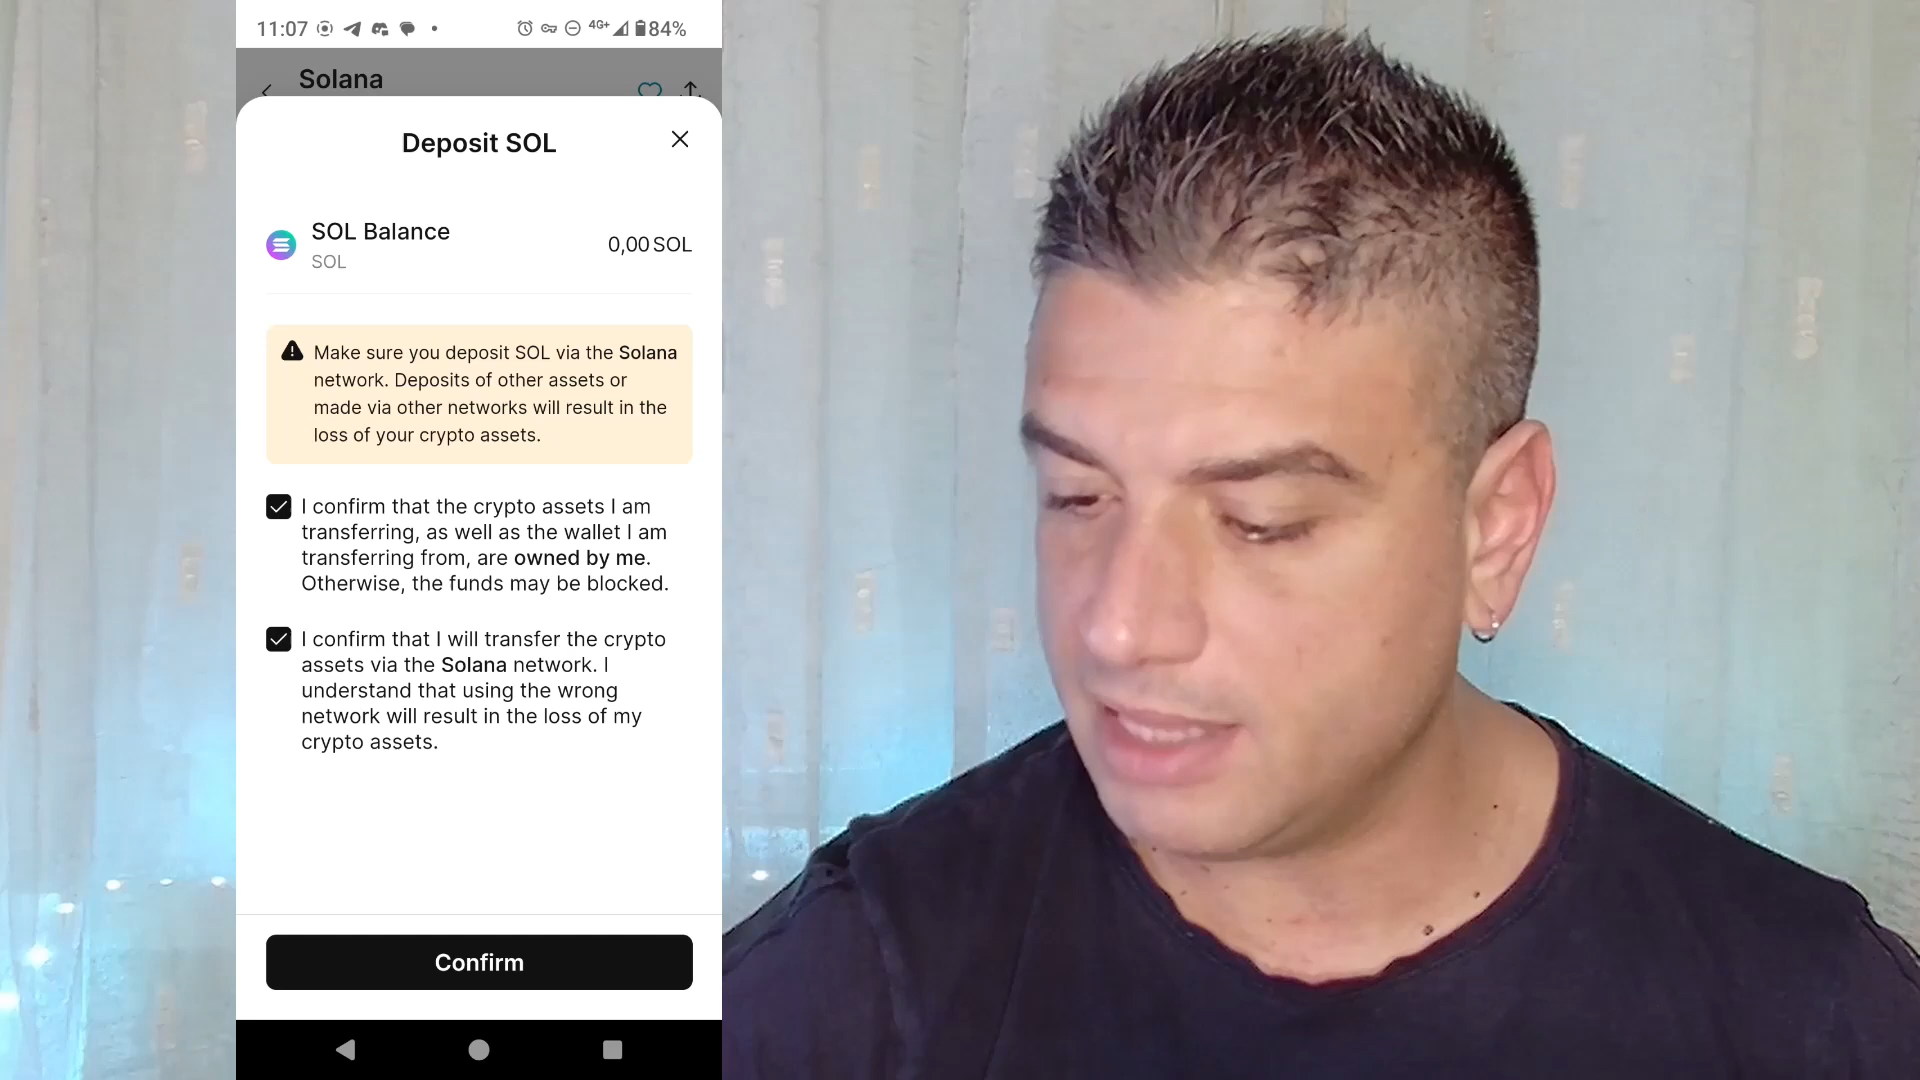 11:07
4G+
84%
Solana
Deposit SOL
SOL Balance
SOL
0,00 SOL
Make sure you deposit SOL via the Solana
network. Deposits of other assets or
made via other networks will result in the
loss of your crypto assets.
I confirm that the crypto assets I am
transferring, as well as the wallet I am
transferring from, are owned by me.
Otherwise, the funds may be blocked.
I confirm that I will transfer the crypto
assets via the Solana network. I
understand that using the wrong
network will result in the loss of my
crypto assets.
Confirm